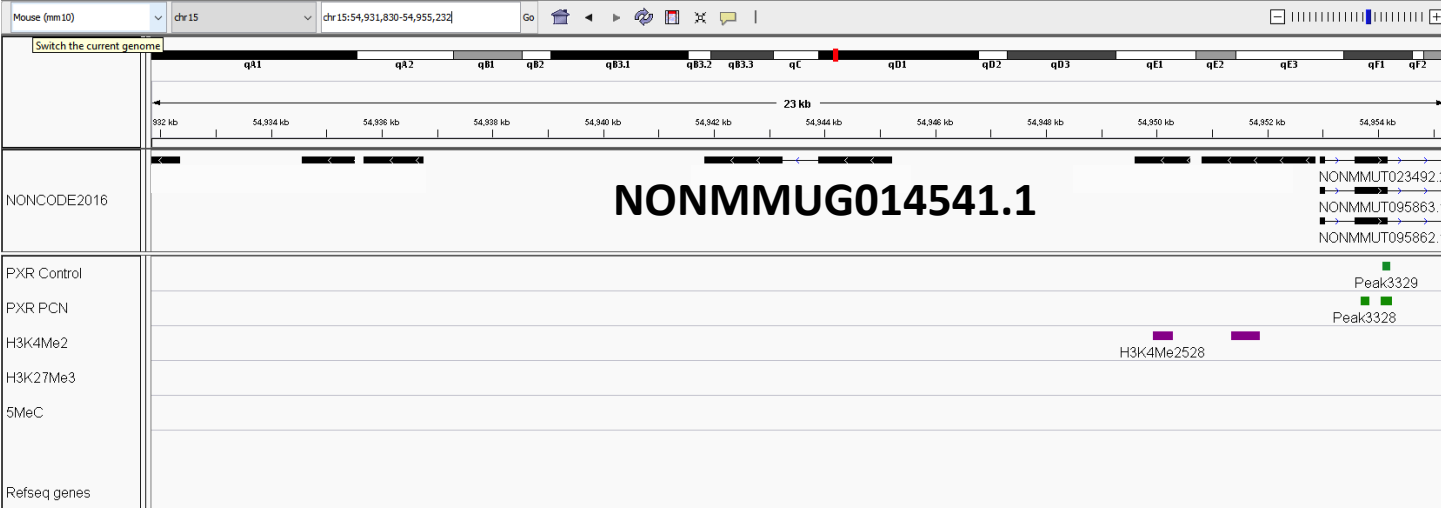 Mouse (mm10) chr15 chr15:54,931,830-54,955,232 Go
Switch the current genome
qA1 qA2 qB1 qB2 qB3.1 qB3.2 qB3.3 qC qD1 qD2 qD3 qE1 qE2 qE3 qF1 qF2
23 kb
932 kb 54,934 kb 54,936 kb 54,938 kb 54,940 kb 54,942 kb 54,944 kb 54,946 kb 54,948 kb 54,950 kb 54,952 kb 54,954 kb
NONCODE2016
NONMMUG014541.1
NONMMUT023492.
NONMMUT095863.
NONMMUT095862.
PXR Control
Peak3329
PXR PCN
Peak3328
H3K4Me2
H3K4Me2528
H3K27Me3
5MeC
Refseq genes